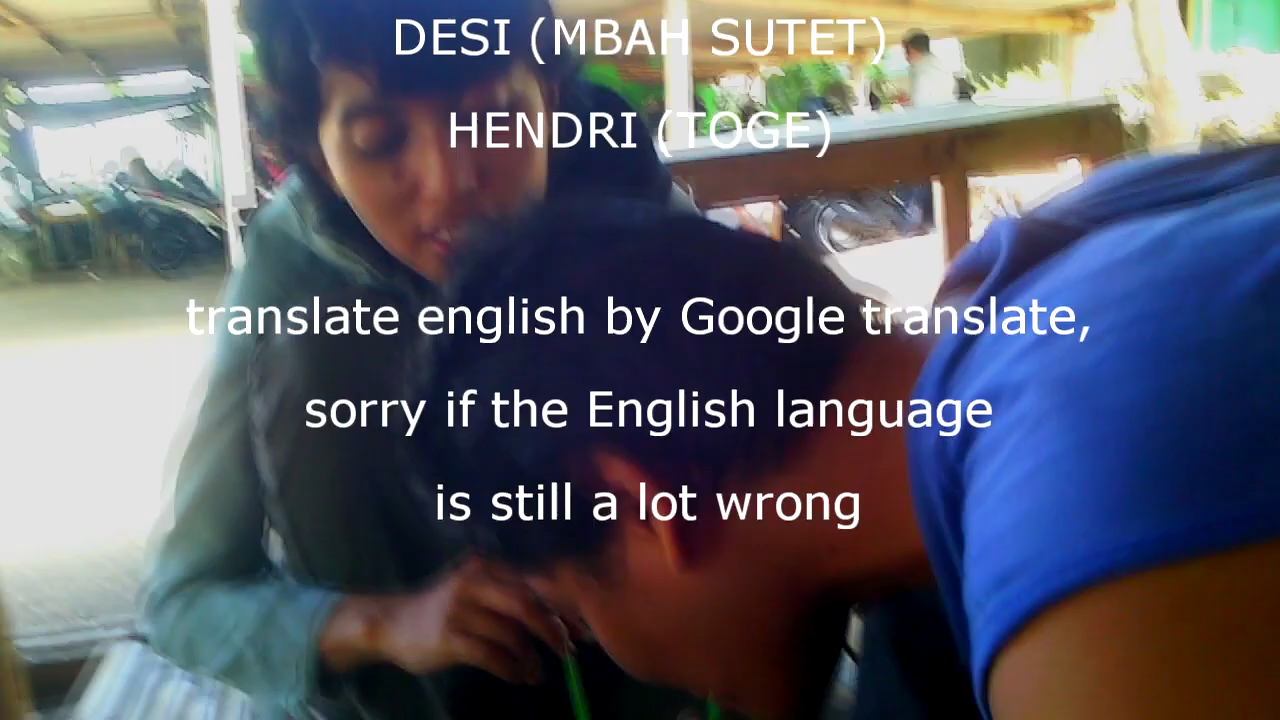 DESI (MBAH SUTET)
HENDRI (TOGE)
translate english by Google translate,
sorry if the English language
is still a lot wrong